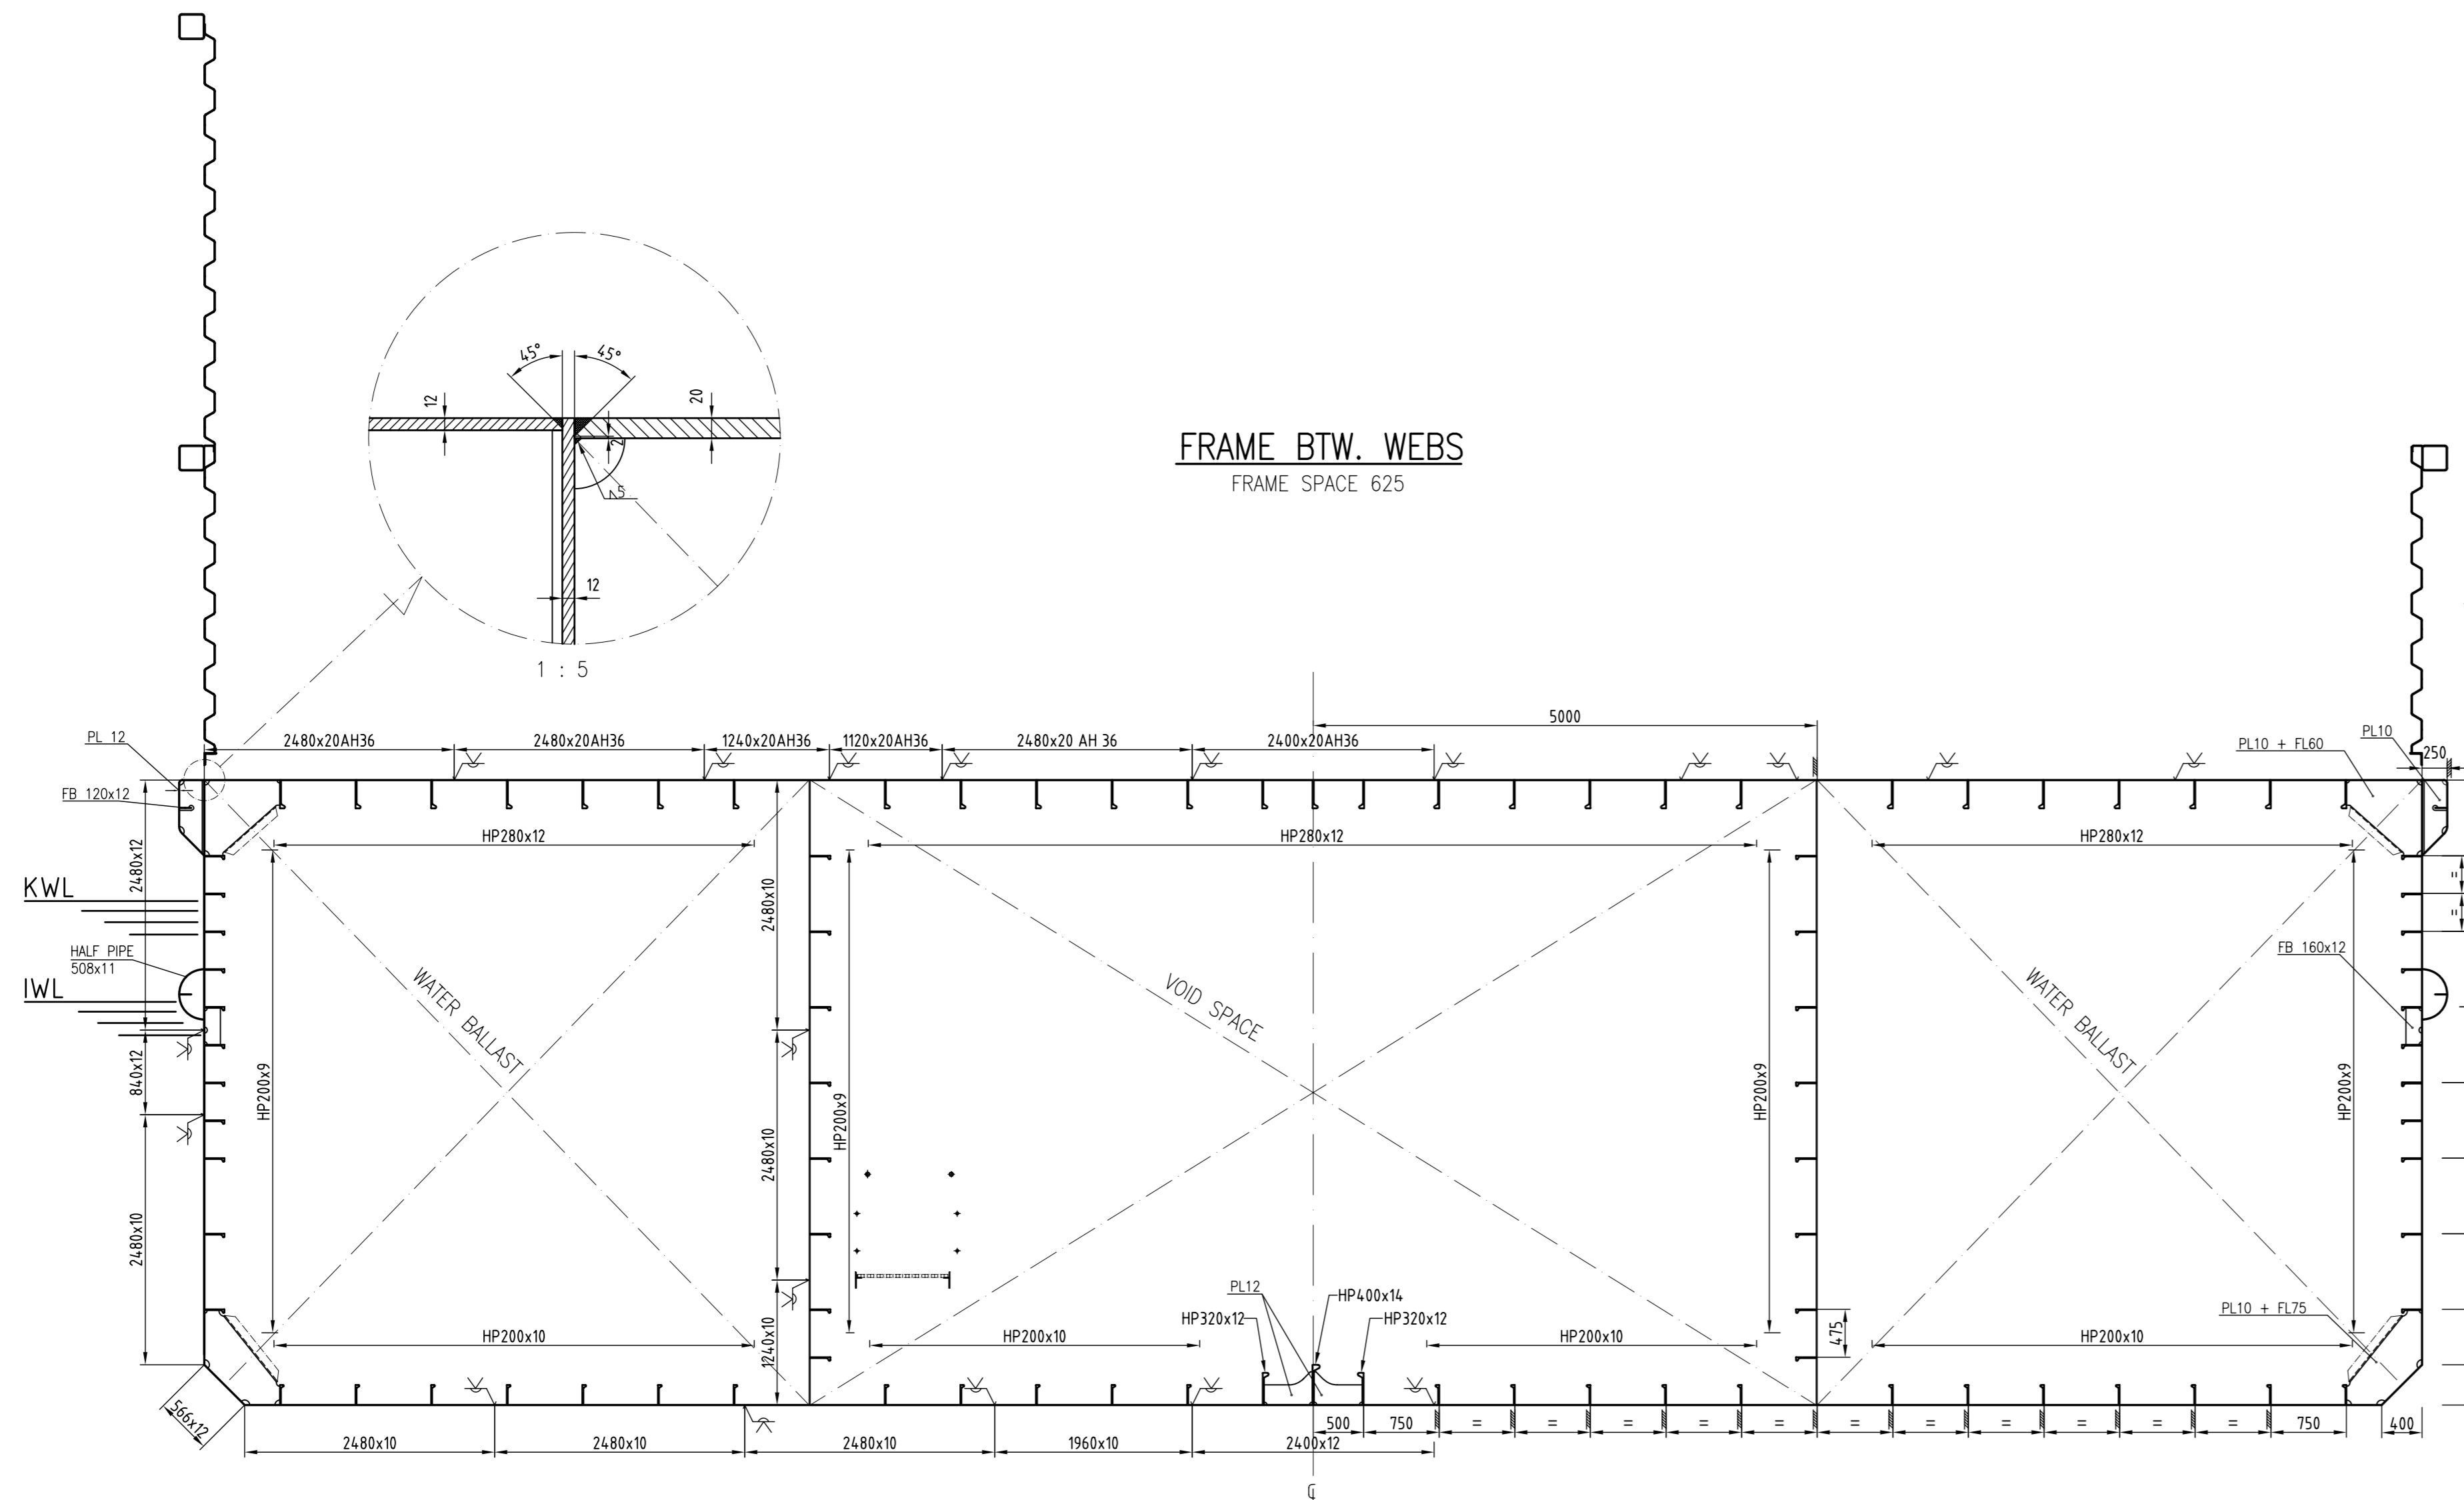 45° 45°
12
20
2
5
12
1 : 5
FRAME BTW. WEBS
FRAME SPACE 625
5000
2480x20AH36 2480x20AH36 1240x20AH36 1120x20AH36 2480x20 AH 36 2400x20AH36
PL 12
FB 120x12
PL10 + FL60
PL10
250
HP280x12 HP280x12 HP280x12
2480x12
2480x10
KWL
HALF PIPE
508x11
IWL
FB 160x12
=
=
WATER BALLAST
VOID SPACE
WATER BALLAST
840x12
HP200x9
HP200x9
HP200x9
HP200x9
2480x10
2480x10
1240x10
PL12
HP400x14
HP320x12
HP320x12
PL10 + FL75
475
HP200x10 HP200x10 HP200x10 HP200x10
566x12
500 750 = = = = = = = = = = = 750 400
2480x10 2480x10 2480x10 1960x10 2400x12